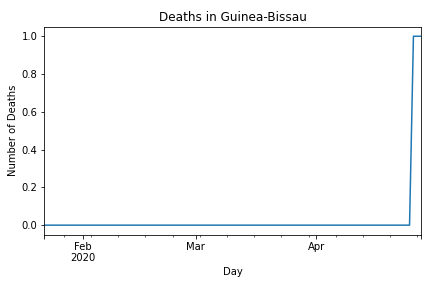 Deaths in Guinea-Bissau
Number of Deaths
1.0
0.8
0.6
0.4
0.2
0.0
Feb
2020
Mar
Apr
Day